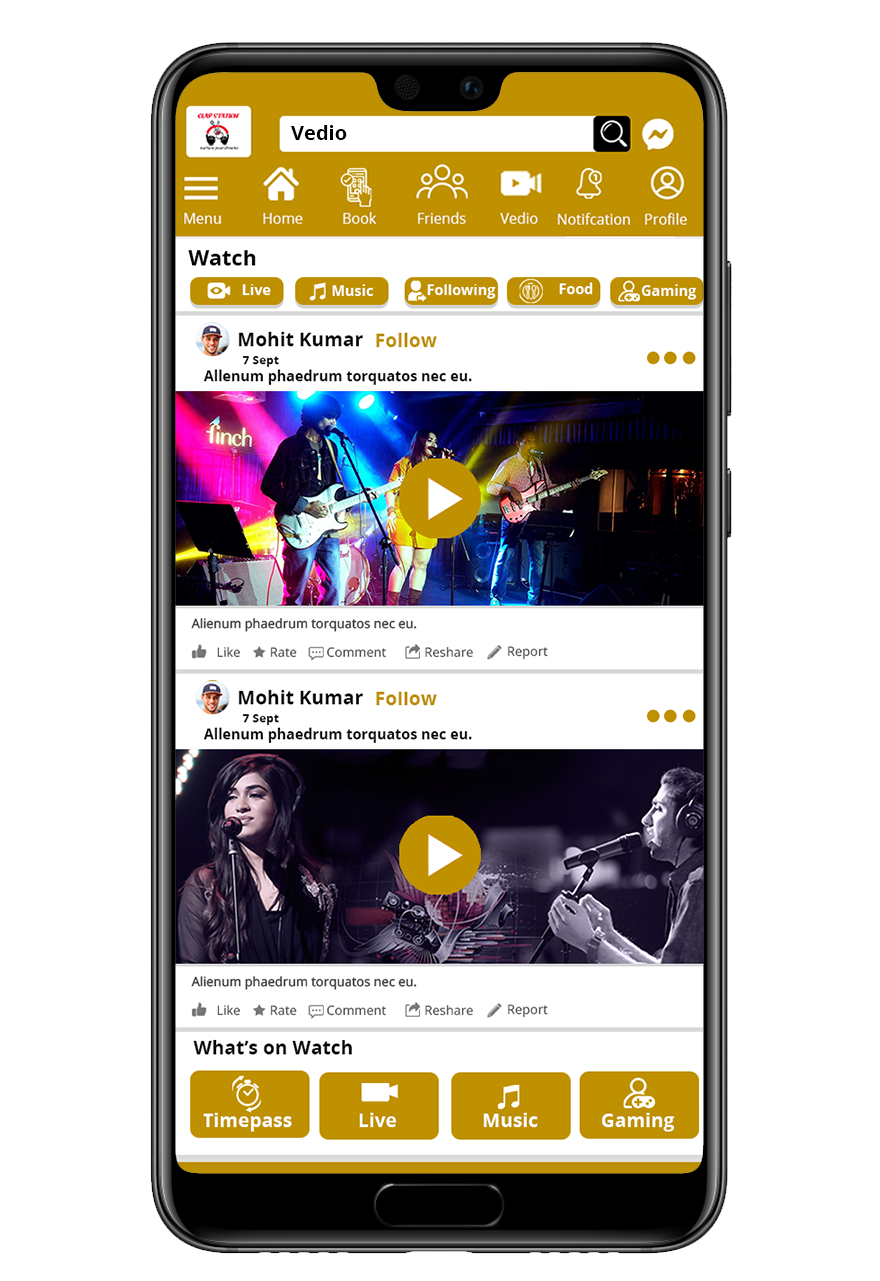 CLAP STATION
Vedio
Menu Home Book Friends Vedio Notifcation Profile
1
Watch
Live Music Following Food Gaming
Mohit Kumar Follow
7 Sept
Allenum phaedrum torquatos nec eu.
finch
Alienum phaedrum torquatos nec eu.
Like Rate Comment Reshare Report
Mohit Kumar Follow
7 Sept
Allenum phaedrum torquatos nec eu.
Alienum phaedrum torquatos nec eu.
Like Rate Comment Reshare Report
What's on Watch
Timepass Live Music Gaming